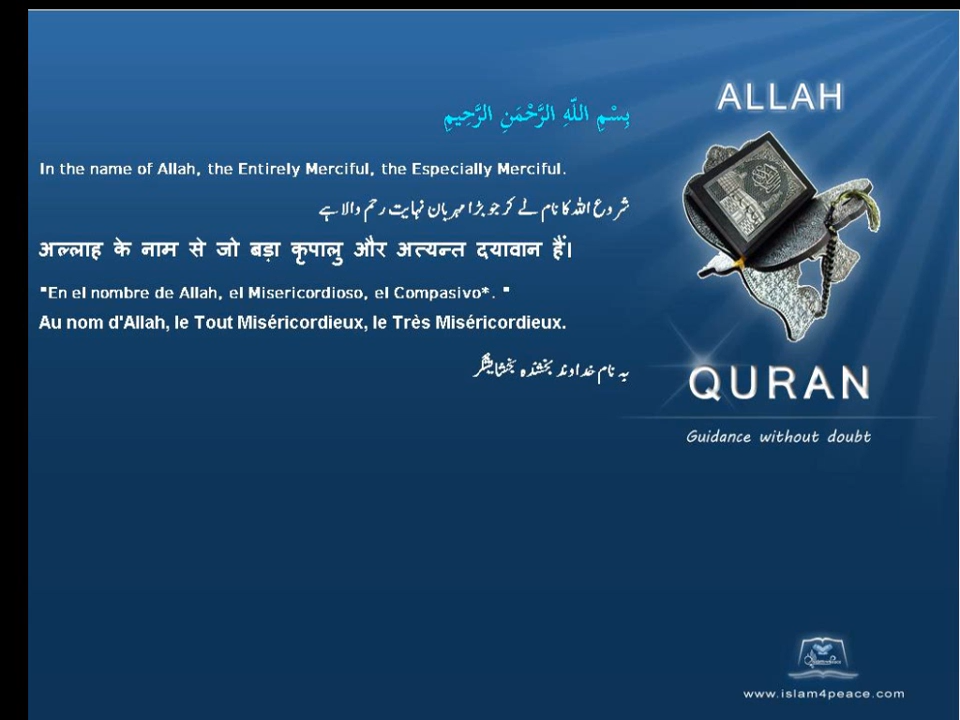 بِسْمِ اللّهِ الرَّحْمَنِ الرَّحِيمِ
In the name of Allah, the Entirely Merciful, the Especially Merciful.
شروع الله کا نام لے کر جو بڑا مہربان نہایت رحم والا ہے
अल्लाह के नाम से जो बड़ा कृपालु और अत्यन्त दयावान हैं।
"En el nombre de Allah, el Misericordioso, el Compasivo*. "
Au nom d'Allah, le Tout Miséricordieux, le Très Miséricordieux.
به نام خداوند بخشنده بخشایشگر
ALLAH
QURAN
Guidance without doubt
www.islam4peace.com